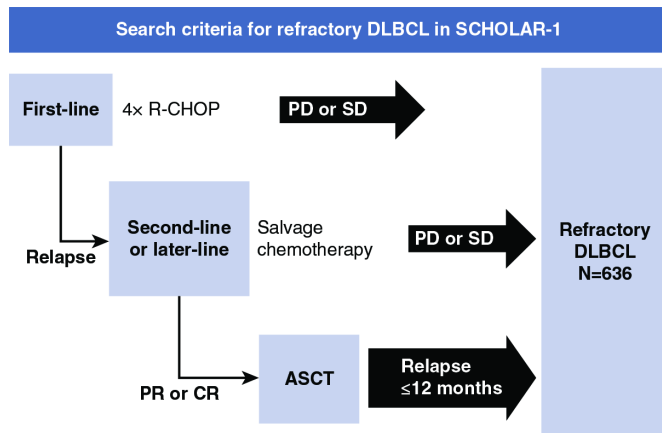 Search criteria for refractory DLBCL in SCHOLAR-1
First-line
4× R-CHOP
PD or SD
Relapse
Second-line
or later-line
Salvage
chemotherapy
PD or SD
Refractory
DLBCL
N=636
PR or CR
ASCT
Relapse
≤12 months